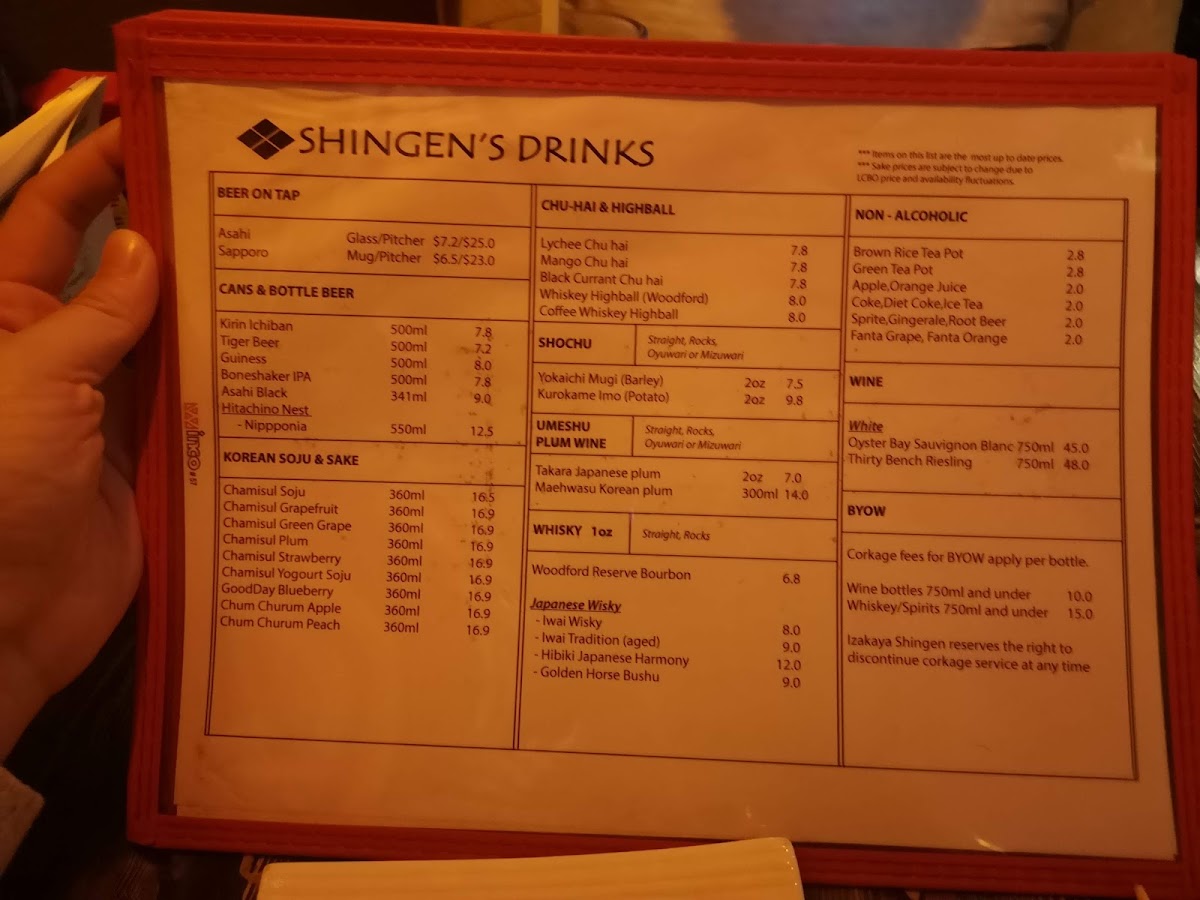 SHINGEN'S DRINKS
*** Items on this list are the most up to date prices.
*** Sake prices are subject to change due to
LCBO price and availability fluctuations.
BEER ON TAP
Asahi Glass/Pitcher $7.2/$25.0
Sapporo Mug/Pitcher $6.5/$23.0
CANS & BOTTLE BEER
Kirin Ichiban 500ml 7.8
Tiger Beer 500ml 7.2
Guiness 500ml 8.0
Boneshaker IPA 500ml 7.8
Asahi Black 341ml 9.0
Hitachino Nest
- Nippponia 550ml 12.5
KOREAN SOJU & SAKE
Chamisul Soju 360ml 16.5
Chamisul Grapefruit 360ml 16.9
Chamisul Green Grape 360ml 16.9
Chamisul Plum 360ml 16.9
Chamisul Strawberry 360ml 16.9
Chamisul Yogourt Soju 360ml 16.9
GoodDay Blueberry 360ml 16.9
Chum Churum Apple 360ml 16.9
Chum Churum Peach 360ml 16.9
CHU-HAI & HIGHBALL
Lychee Chu hai 7.8
Mango Chu hai 7.8
Black Currant Chu hai 7.8
Whiskey Highball (Woodford) 8.0
Coffee Whiskey Highball 8.0
SHOCHU
Straight, Rocks,
Oyuwari or Mizuwari
Yokaichi Mugi (Barley) 2oz 7.5
Kurokame Imo (Potato) 2oz 9.8
UMESHU
PLUM WINE
Straight, Rocks,
Oyuwari or Mizuwari
Takara Japanese plum 2oz 7.0
Maehwasu Korean plum 300ml 14.0
WHISKY 1oz
Straight, Rocks
Woodford Reserve Bourbon 6.8
Japanese Wisky
- Iwai Wisky 8.0
- Iwai Tradition (aged) 9.0
- Hibiki Japanese Harmony 12.0
- Golden Horse Bushu 9.0
NON - ALCOHOLIC
Brown Rice Tea Pot 2.8
Green Tea Pot 2.8
Apple,Orange Juice 2.0
Coke,Diet Coke,Ice Tea 2.0
Sprite,Gingerale,Root Beer 2.0
Fanta Grape, Fanta Orange 2.0
WINE
White
Oyster Bay Sauvignon Blanc 750ml 45.0
Thirty Bench Riesling 750ml 48.0
BYOW
Corkage fees for BYOW apply per bottle.
Wine bottles 750ml and under 10.0
Whiskey/Spirits 750ml and under 15.0
Izakaya Shingen reserves the right to
discontinue corkage service at any time